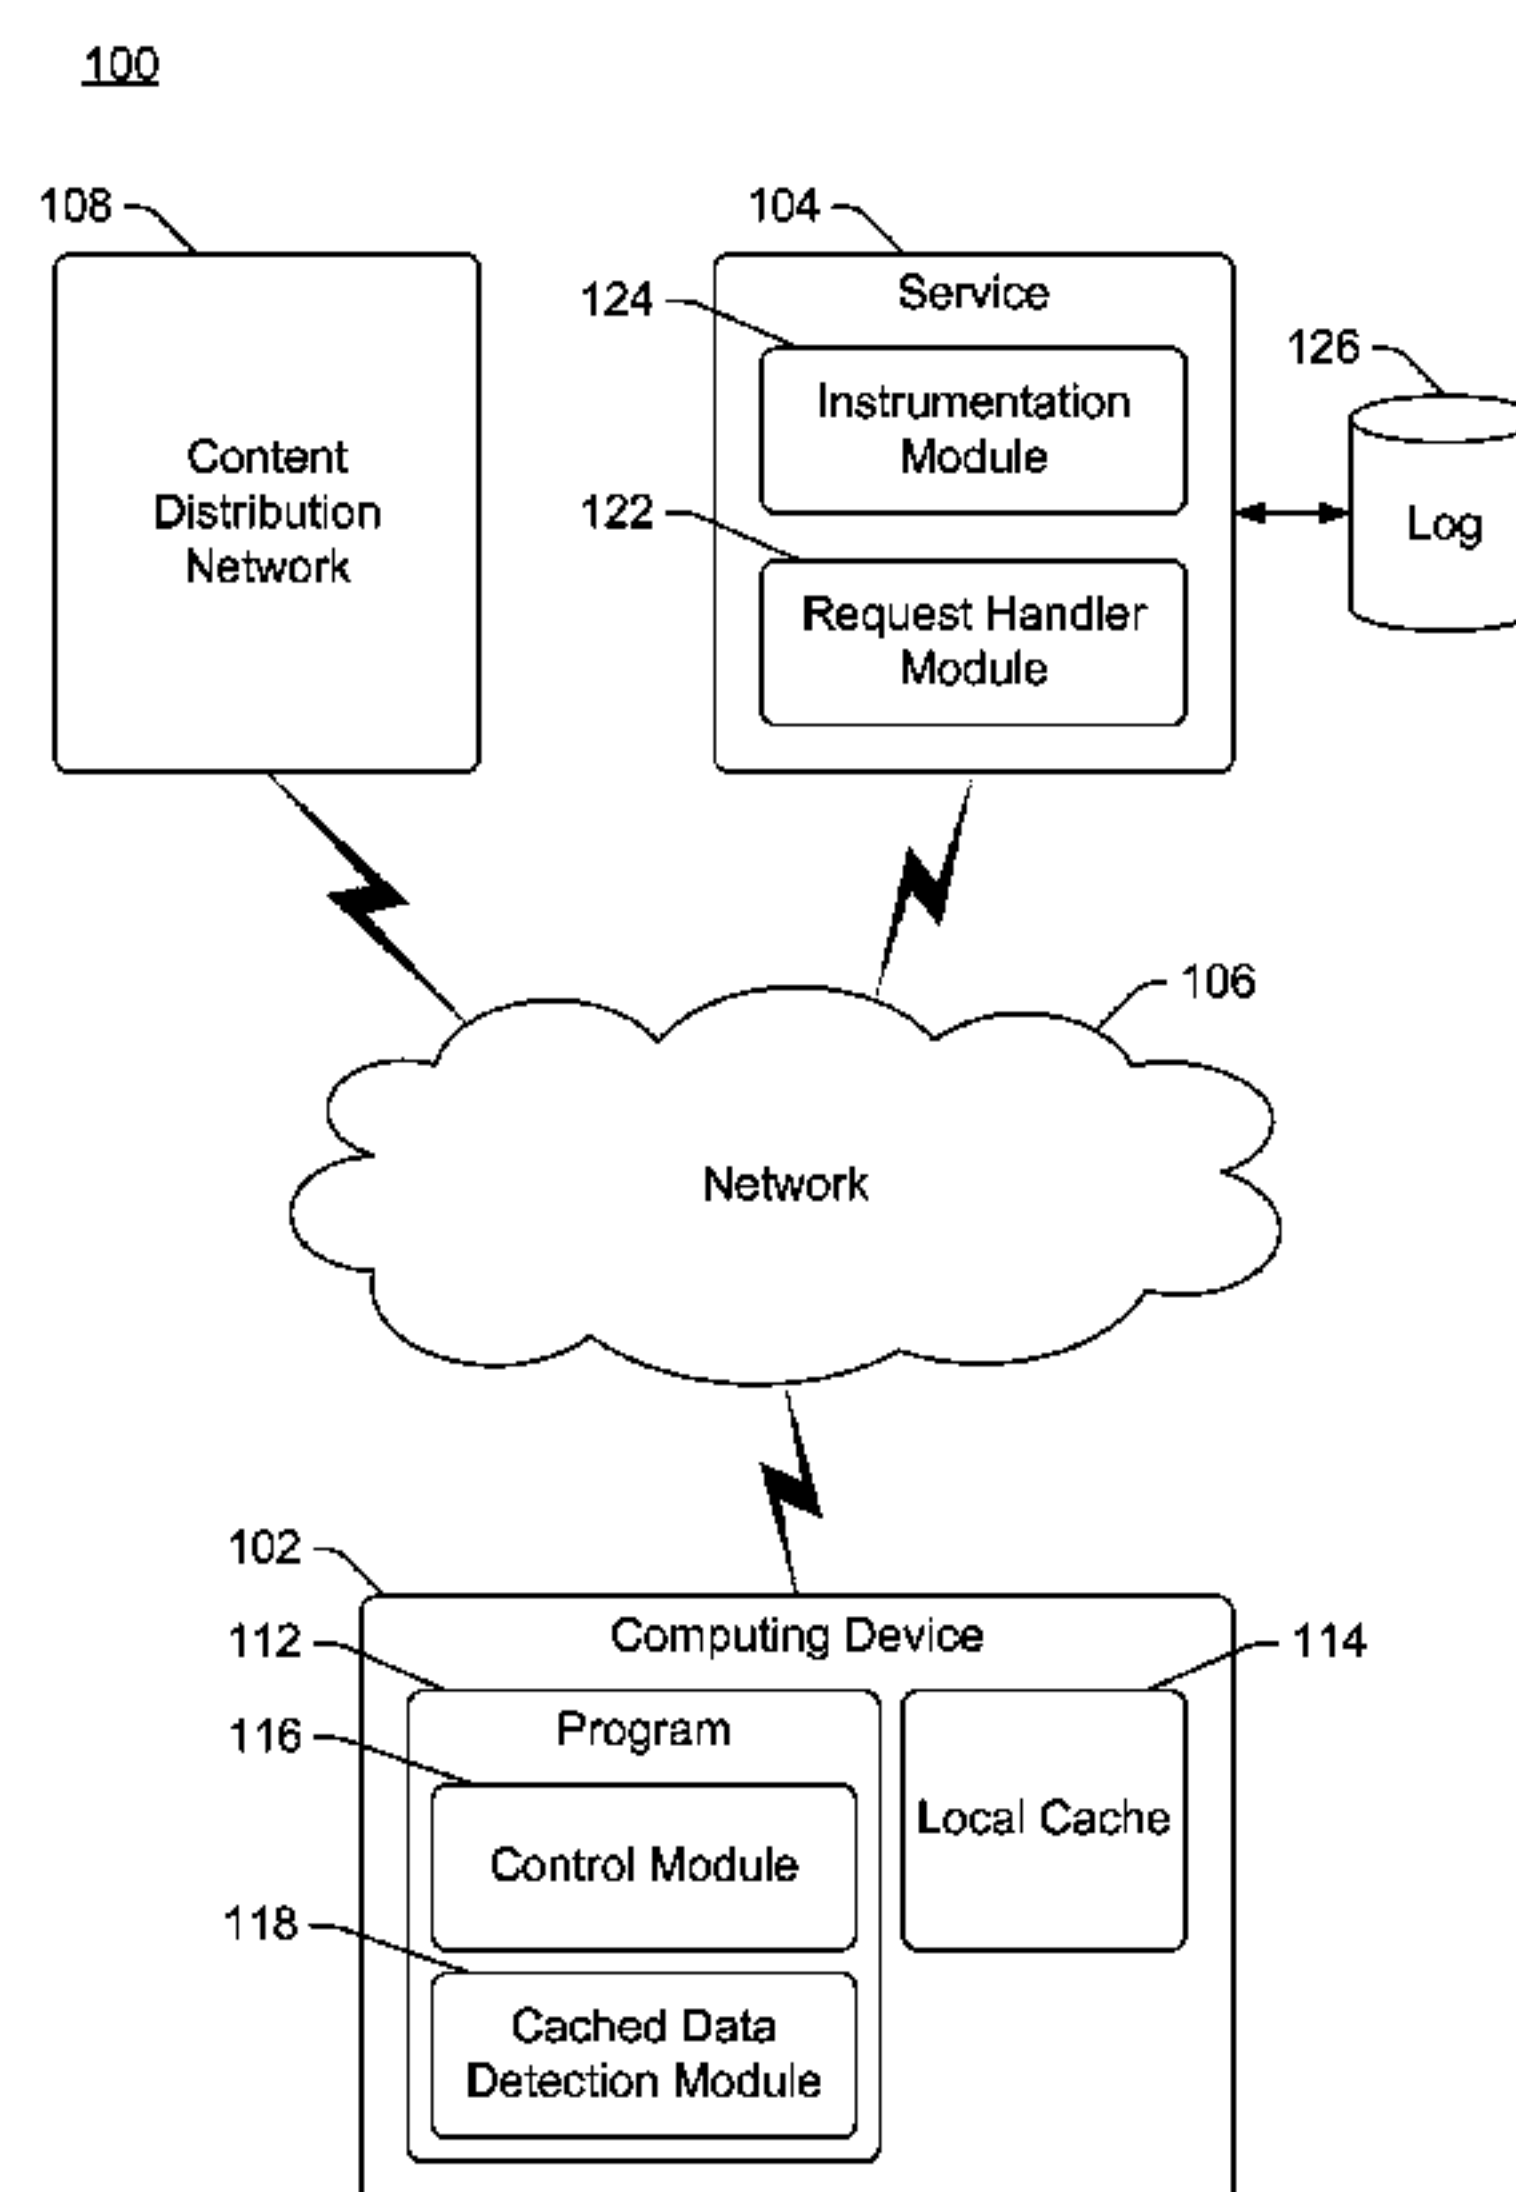 100
108
104
Service
124
126
Instrumentation
Module
Content
Distribution
Network
122
Log
Request Handler
Module
106
Network
102
Computing Device
112
114
Program
116
Local Cache
Control Module
118
Cached Data
Detection Module